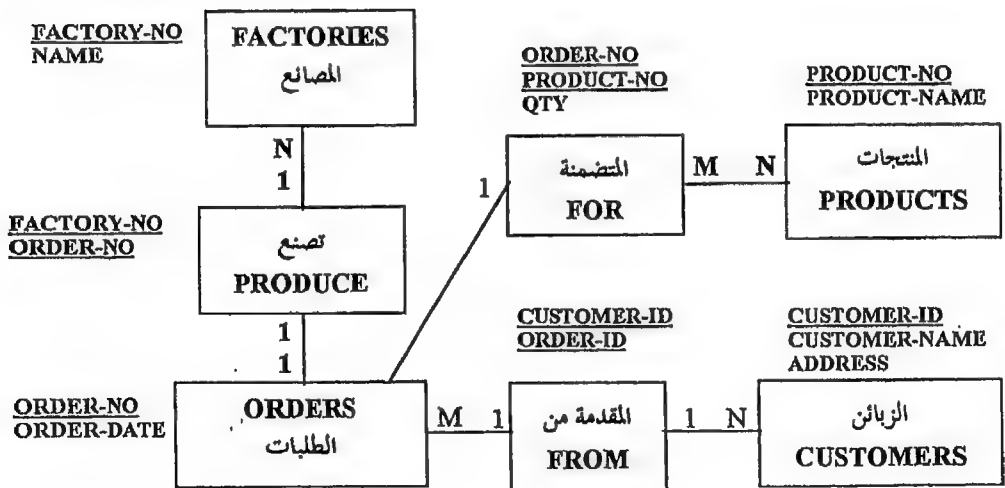 FACTORY-NO
NAME
FACTORIES
المصانع
ORDER-NO
PRODUCT-NO
QTY
PRODUCT-NO
PRODUCT-NAME
N
1
1
المتضمنة
FOR
M N
المنتجات
PRODUCTS
FACTORY-NO
ORDER-NO
تصنع
PRODUCE
1
1
CUSTOMER-ID
ORDER-ID
CUSTOMER-ID
CUSTOMER-NAME
ADDRESS
ORDER-NO
ORDER-DATE
ORDERS
الطلبات
M 1
المقدمة من
FROM
1 N
الزبائن
CUSTOMERS